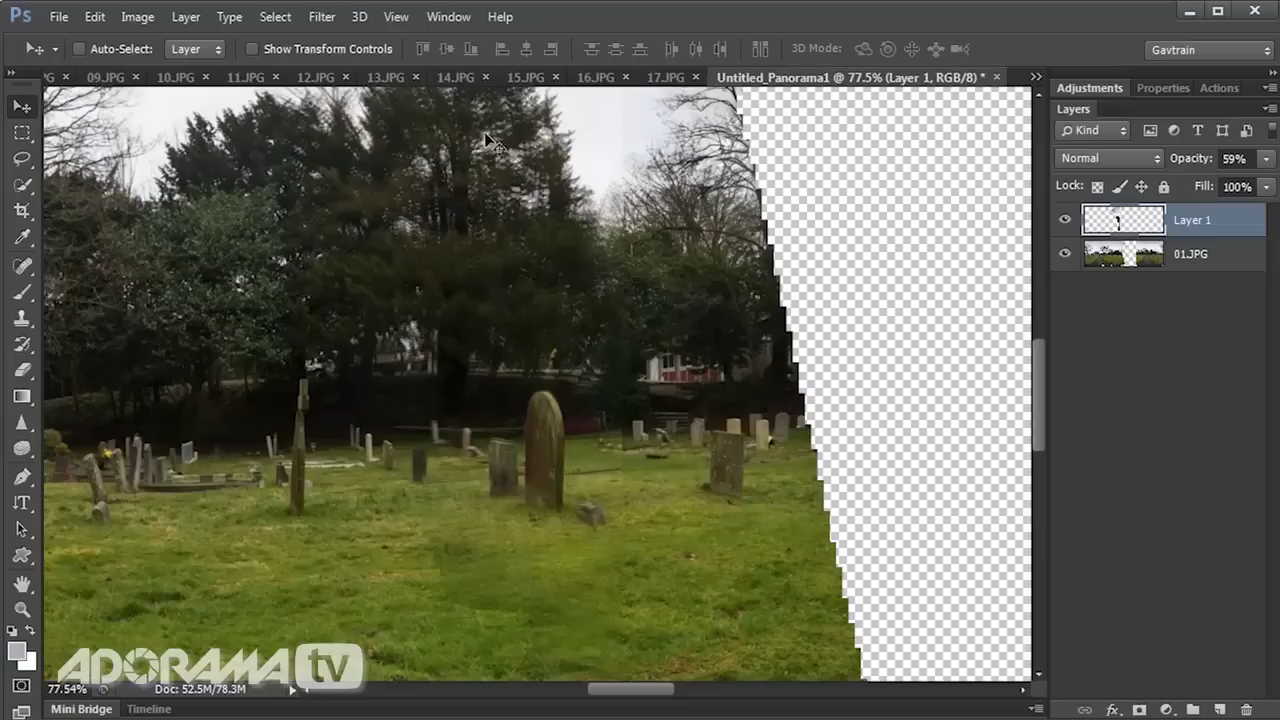 Ps File Edit Image Layer Type Select Filter 3D View Window Help
Auto-Select: Layer Show Transform Controls 3D Mode: Gavtrain
09.JPG 10.JPG 11.JPG 12.JPG 13.JPG 14.JPG 15.JPG 16.JPG 17.JPG Untitled_Panorama1 @ 77.5% (Layer 1, RGB/8) *
Adjustments Properties Actions
Layers
Kind
Normal Opacity: 59%
Lock: Fill: 100%
Layer 1
01.JPG
ADORAMA tv
77.54% Doc: 52.5M/78.3M
Mini Bridge Timeline